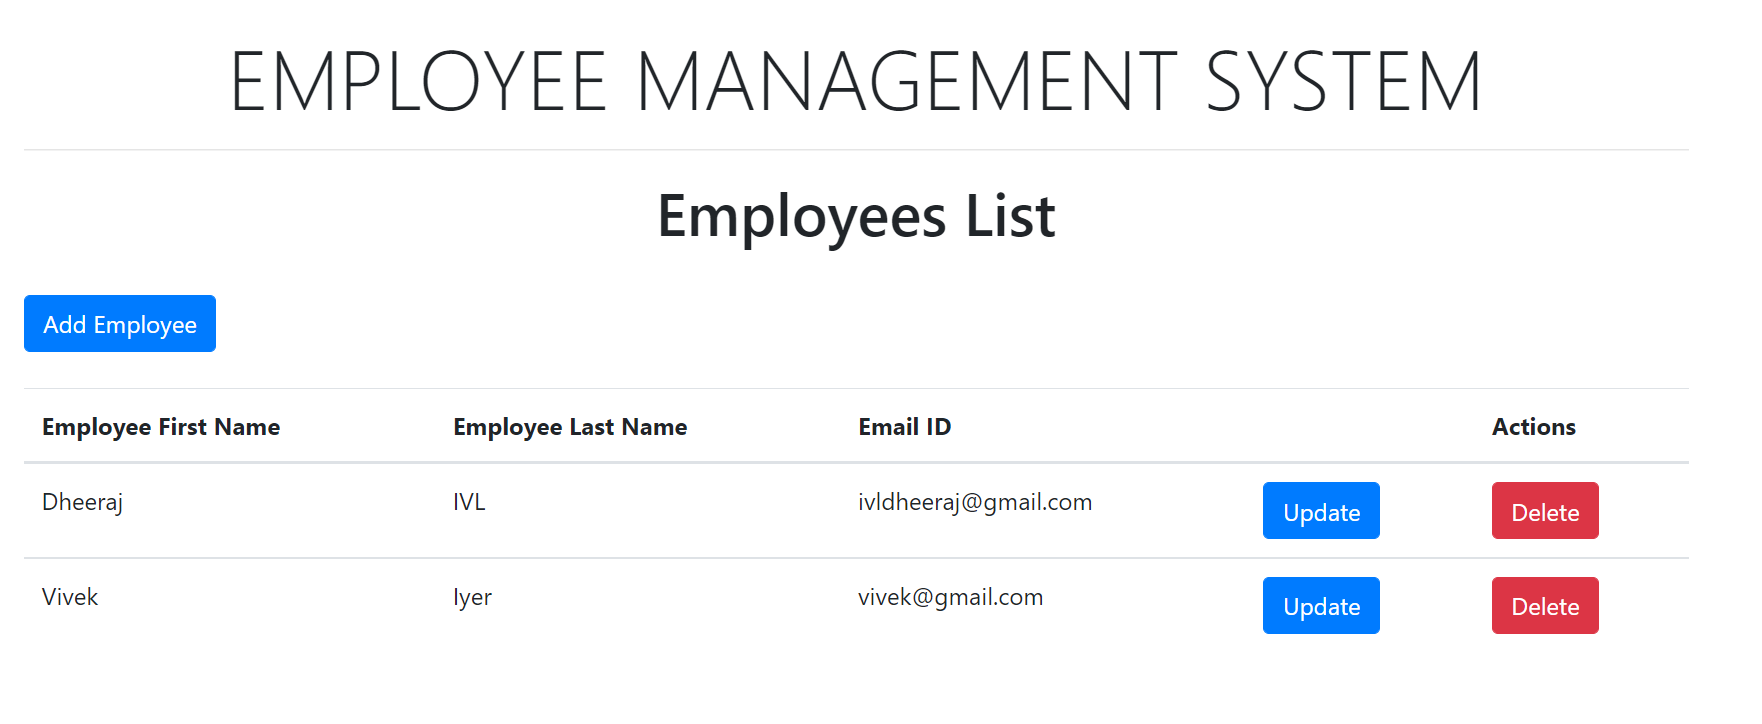 EMPLOYEE MANAGEMENT SYSTEM
Employees List
Add Employee
Employee First Name Employee Last Name Email ID Actions
Dheeraj IVL ivldheeraj@gmail.com Update Delete
Vivek Iyer vivek@gmail.com Update Delete